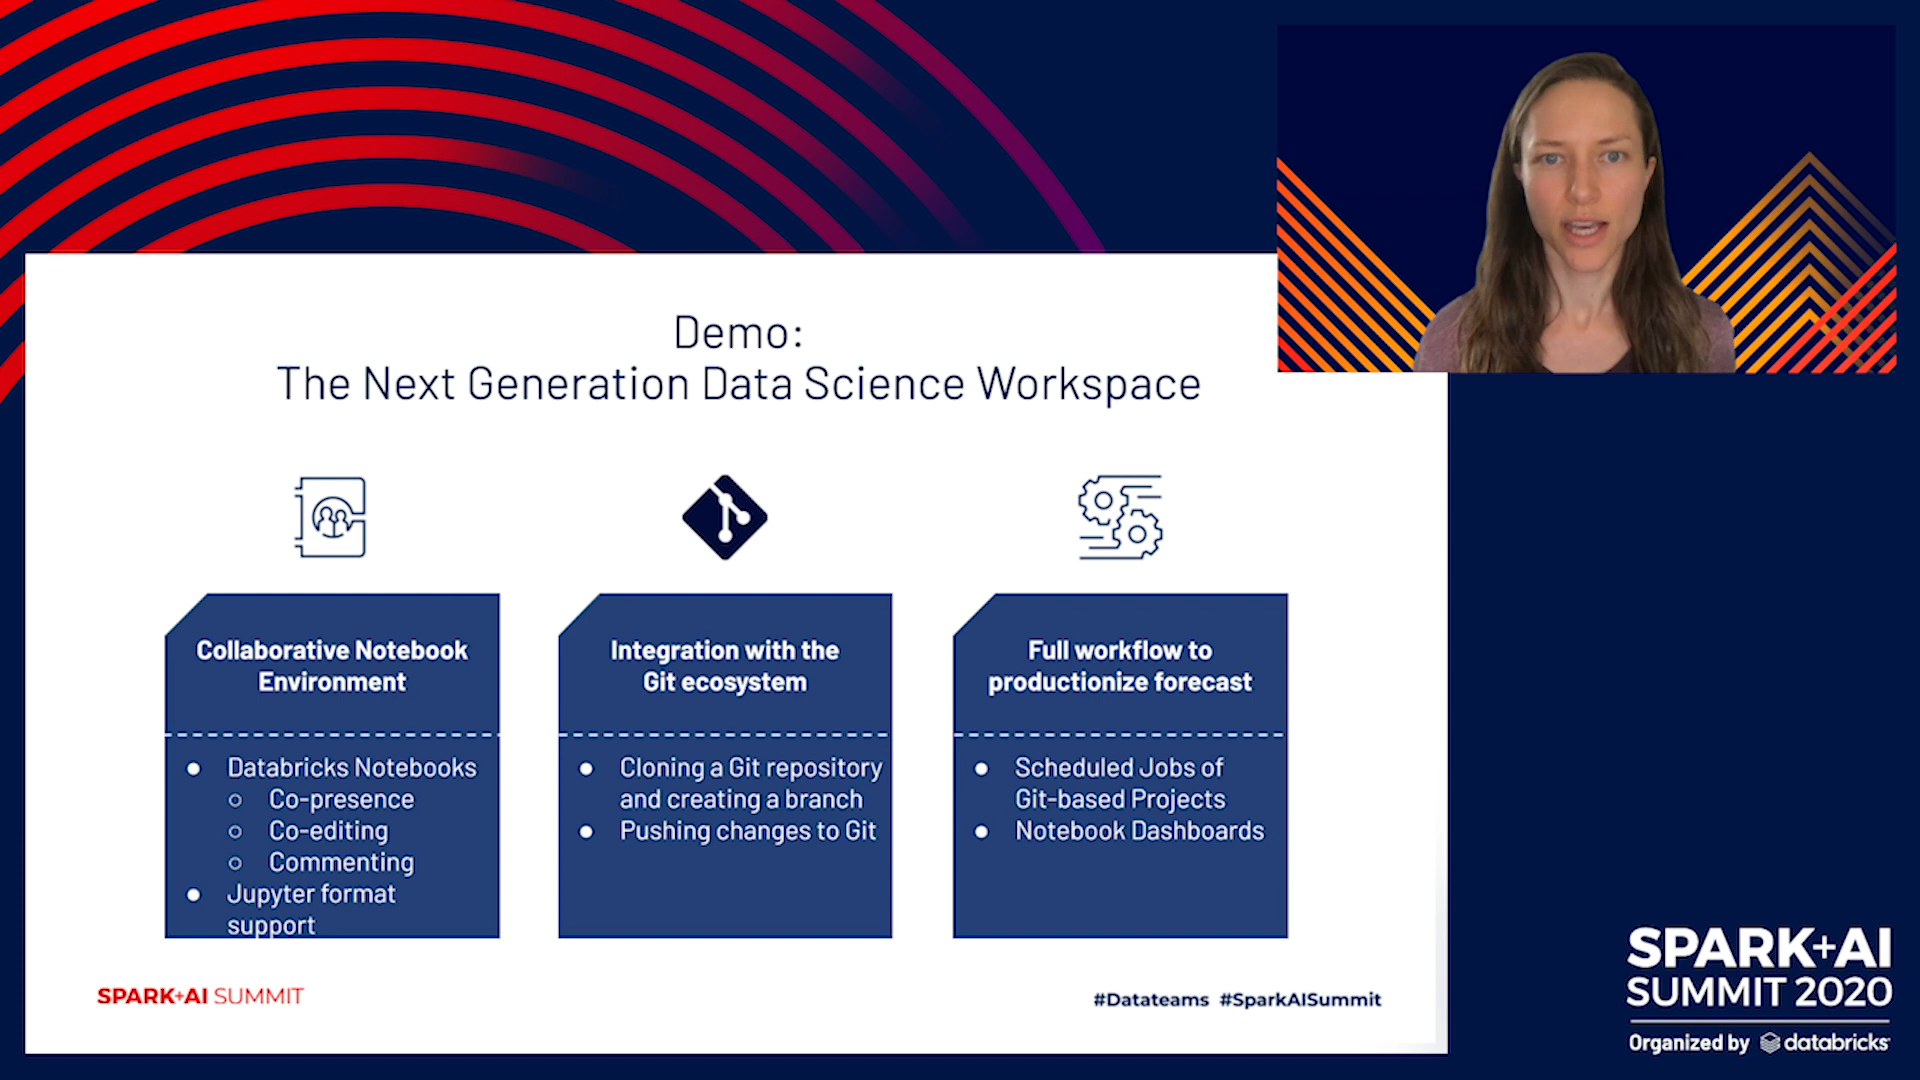 Demo:
The Next Generation Data Science Workspace
Collaborative Notebook
Environment
Databricks Notebooks
Co-presence
Co-editing
Commenting
Jupyter format
support
Integration with the
Git ecosystem
Cloning a Git repository
and creating a branch
Pushing changes to Git
Full workflow to
productionize forecast
Scheduled Jobs of
Git-based Projects
Notebook Dashboards
SPARK+AI SUMMIT
#Datateams #SparkAISummit
SPARK+AI
SUMMIT 2020
Organized by databricks